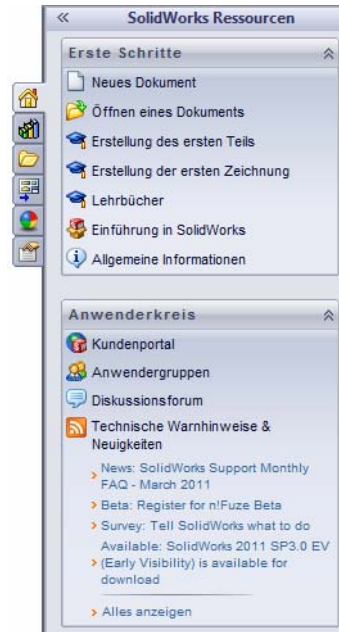 SolidWorks Ressourcen
Erste Schritte
Neues Dokument
Öffnen eines Dokuments
Erstellung des ersten Teils
Erstellung der ersten Zeichnung
Lehrbücher
Einführung in SolidWorks
Allgemeine Informationen
Anwenderkreis
Kundenportal
Anwendergruppen
Diskussionsforum
Technische Warnhinweise &
Neuigkeiten
News: SolidWorks Support Monthly
FAQ - March 2011
Beta: Register for n!Fuze Beta
Survey: Tell SolidWorks what to do
Available: SolidWorks 2011 SP3.0 EV
(Early Visibility) is available for
download
Alles anzeigen